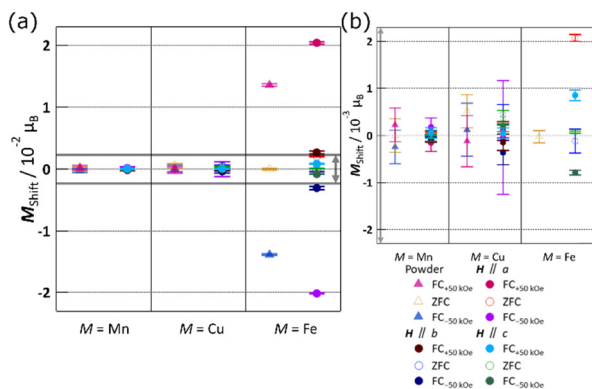 (a)
2
1
0
-1
-2
M_Shift / 10^-2 μ_B
M = Mn
M = Cu
M = Fe
(b)
2
1
0
-1
-2
M_Shift / 10^-3 μ_B
M = Mn
M = Cu
M = Fe
Powder
H // a
FC+50 kOe
FC+50 kOe
ZFC
ZFC
FC−50 kOe
FC−50 kOe
H // b
H // c
FC+50 kOe
FC+50 kOe
ZFC
ZFC
FC−50 kOe
FC−50 kOe